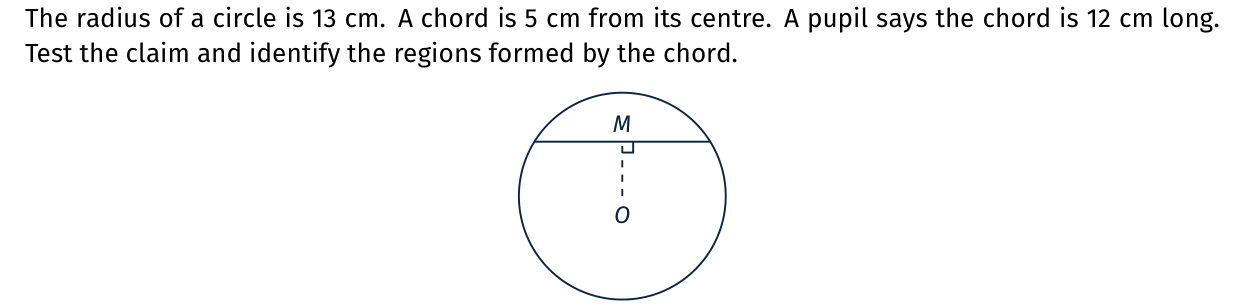 The radius of a circle is 13 cm. A chord is 5 cm from its centre. A pupil says the chord is 12 cm long.
Test the claim and identify the regions formed by the chord.
M
O